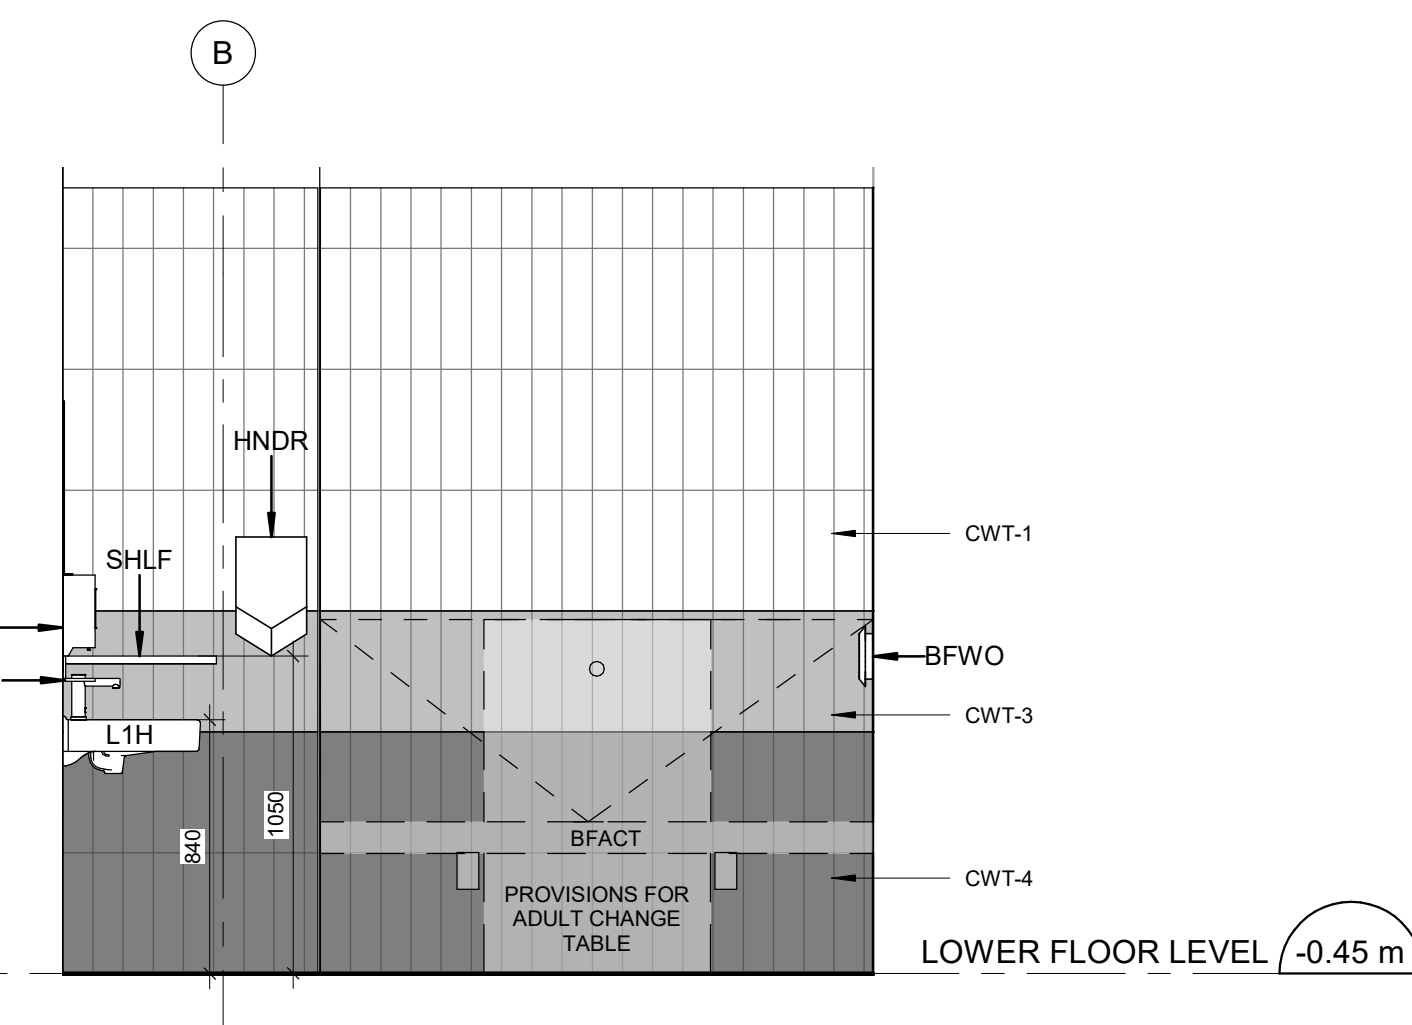 B
HNDR
CWT-1
SHLF
BFWO
CWT-3
L1H
1050
840
BFACT
CWT-4
PROVISIONS FOR
ADULT CHANGE
TABLE
LOWER FLOOR LEVEL -0.45 m